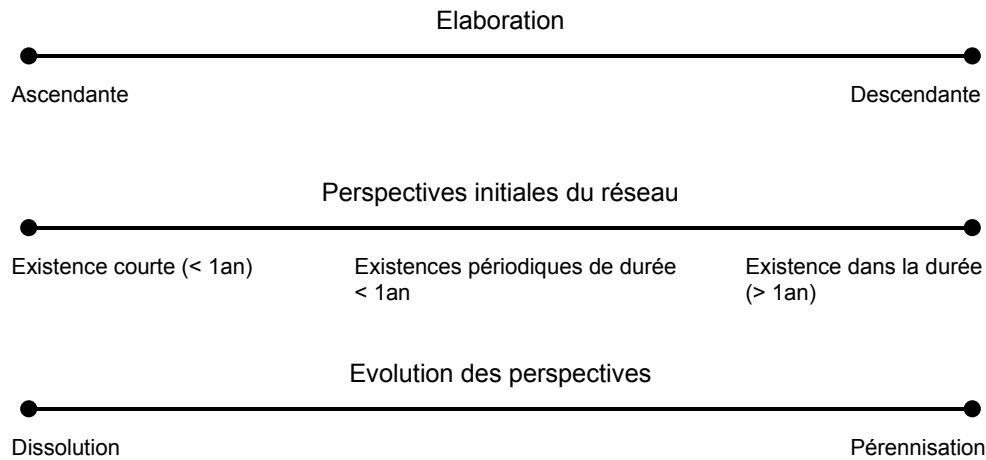 Elaboration
Ascendante
Descendante
Perspectives initiales du réseau
Existence courte (< 1an)
Existences périodiques de durée
< 1an
Existence dans la durée
(> 1an)
Evolution des perspectives
Dissolution
Pérennisation